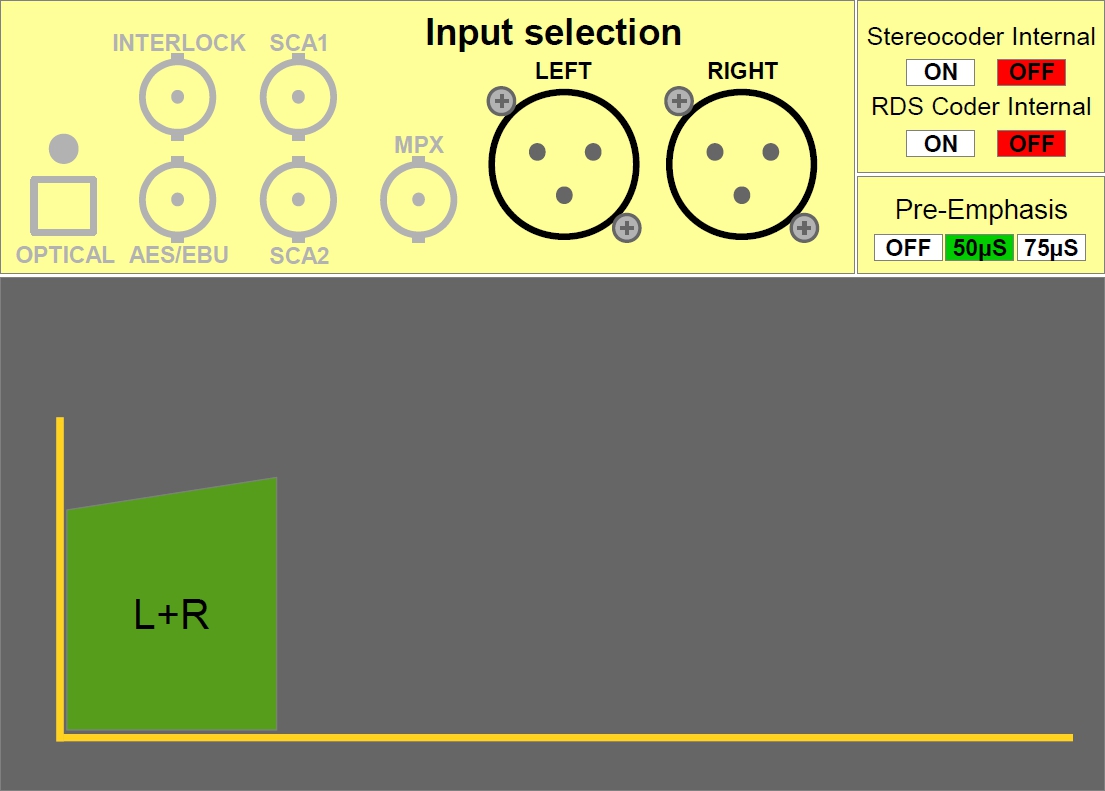 Input selection
INTERLOCK
SCA1
LEFT
RIGHT
MPX
OPTICAL
AES/EBU
SCA2
Stereocoder Internal
ON OFF
RDS Coder Internal
ON OFF
Pre-Emphasis
OFF 50µS 75µS
L+R